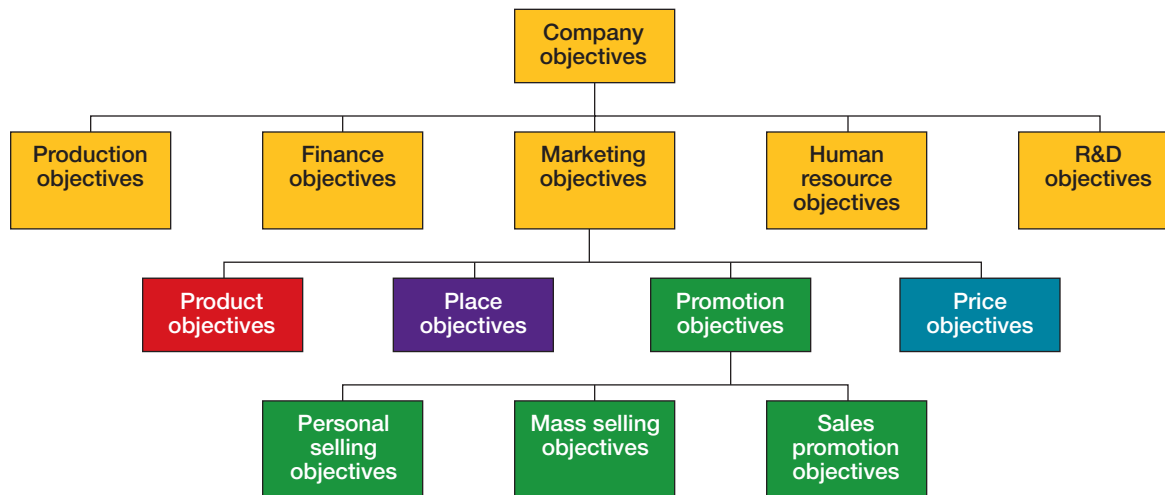 Company
objectives
Production
objectives
Finance
objectives
Marketing
objectives
Human
resource
objectives
R&D
objectives
Product
objectives
Place
objectives
Promotion
objectives
Price
objectives
Personal
selling
objectives
Mass selling
objectives
Sales
promotion
objectives